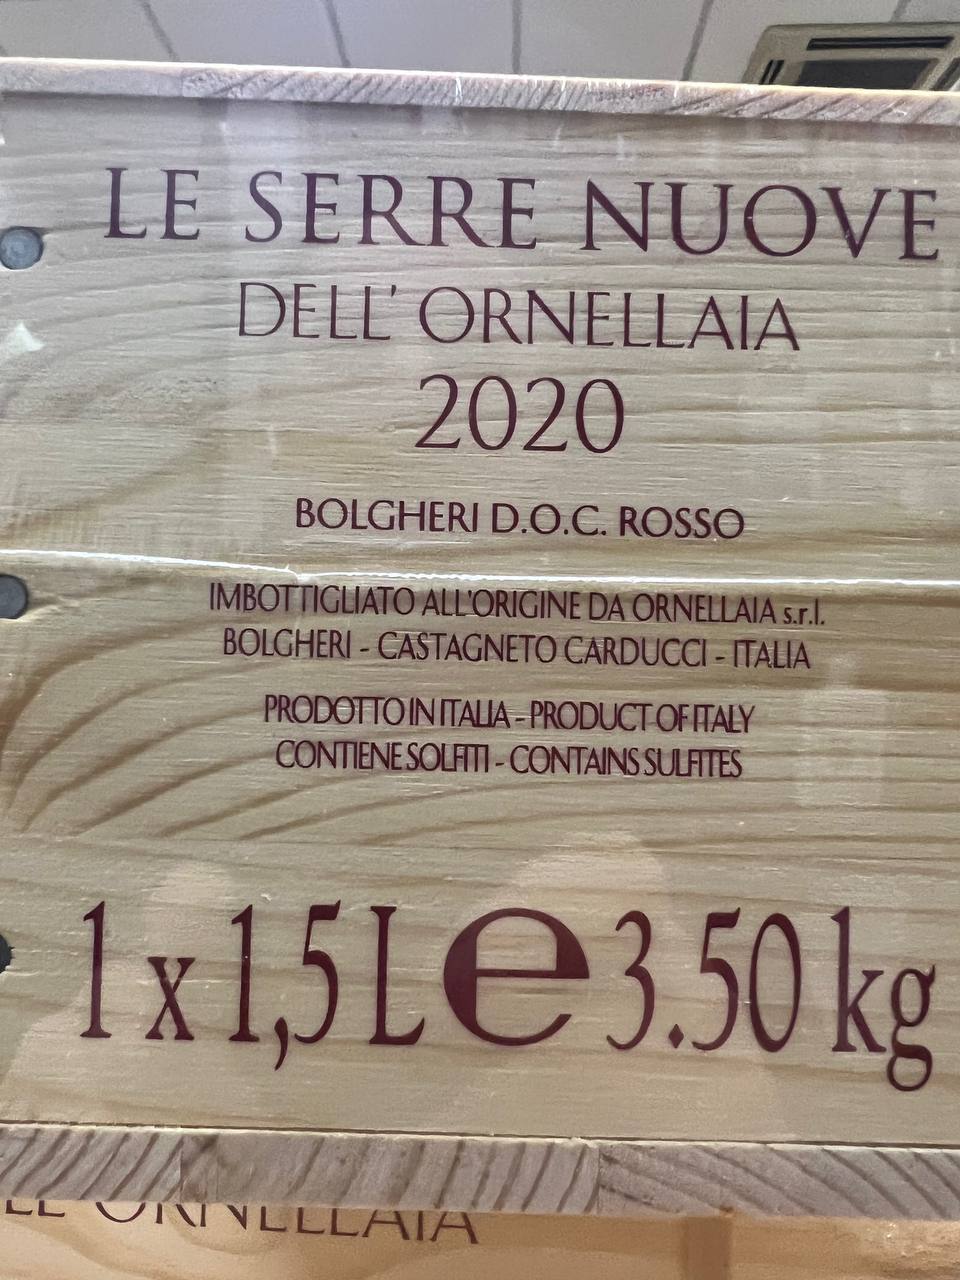 LE SERRE NUOVE
DELL' ORNELLAIA
2020
BOLGHERI D.O.C. ROSSO
IMBOTTIGLIATO ALL'ORIGINE DA ORNELLAIA s.r.l.
BOLGHERI - CASTAGNETO CARDUCCI - ITALIA
PRODOTTO IN ITALIA - PRODUCT OF ITALY
CONTIENE SOLFITI - CONTAINS SULFITES
1 x 1,5 L e 3.50 kg
ORNELLAIA